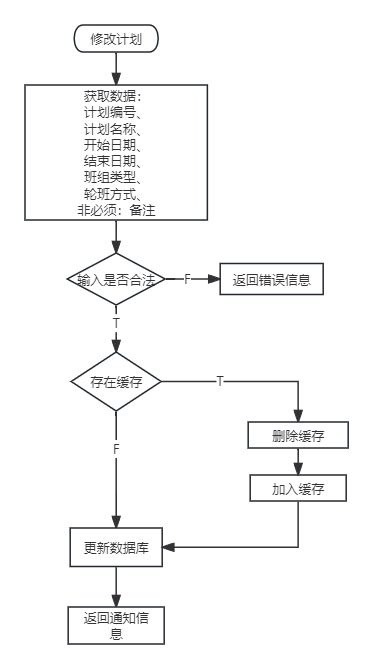 修改计划
获取数据：
计划编号、
计划名称、
开始日期、
结束日期、
班组类型、
轮班方式、
非必须：备注
输入是否合法
F
返回错误信息
T
存在缓存
T
删除缓存
F
加入缓存
更新数据库
返回通知信
息